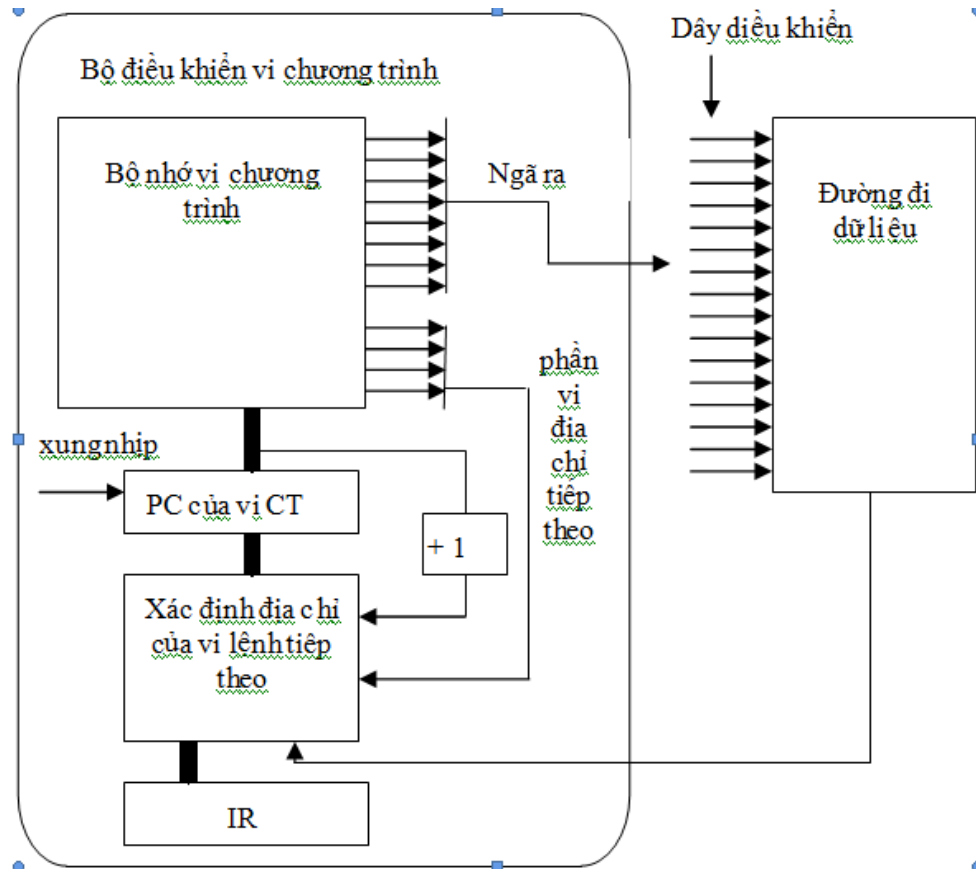 Dây diều khiển
Bộ điều khiển vi chương trình
Bộ nhớ vi chương
trình
Ngã ra
Đường đi
dữ liệu
phần
vi
địa
chỉ
tiếp
theo
xungnhịp
PC của vi CT
+ 1
Xác định địa chỉ
của vi lệnh tiêp
theo
IR